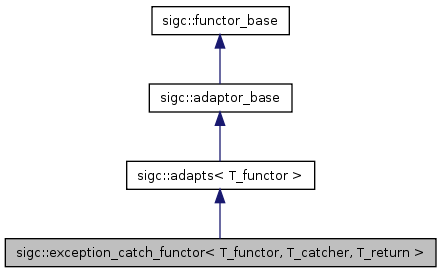 sigc::functor_base
sigc::adaptor_base
sigc::adapts< T_functor >
sigc::exception_catch_functor< T_functor, T_catcher, T_return >